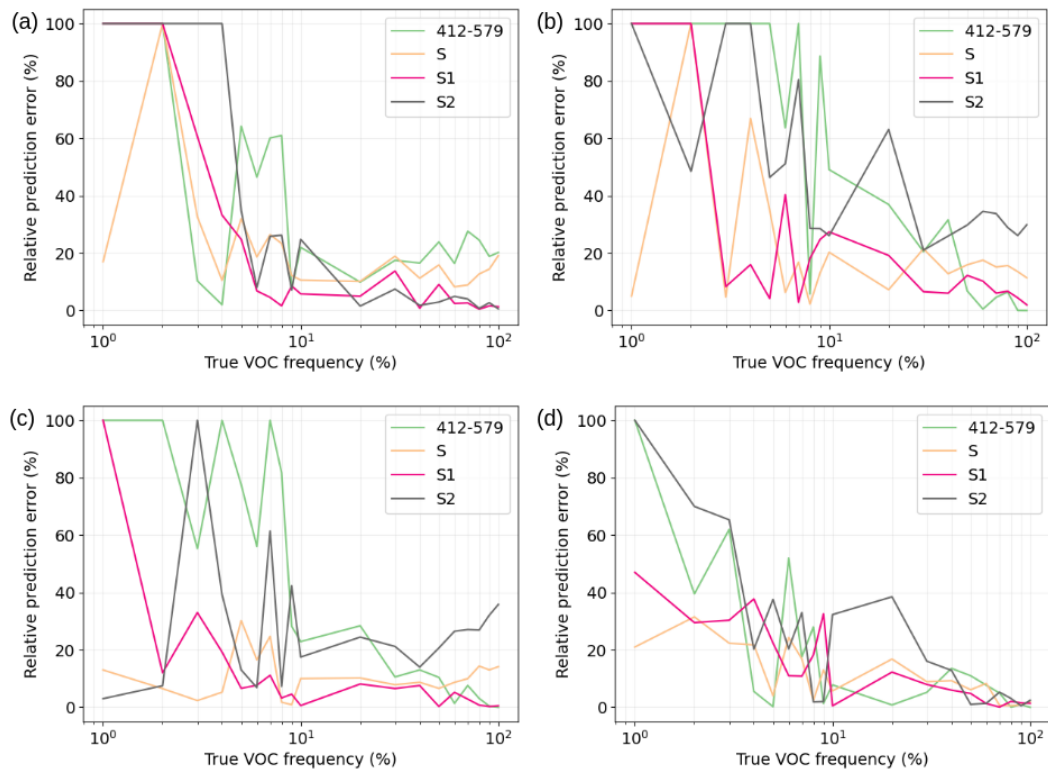 (a)
Relative prediction error (%)
100
80
60
40
20
0
10⁰
10¹
10²
True VOC frequency (%)
412-579
S
S1
S2
(b)
Relative prediction error (%)
100
80
60
40
20
0
10⁰
10¹
10²
True VOC frequency (%)
412-579
S
S1
S2
(c)
Relative prediction error (%)
100
80
60
40
20
0
10⁰
10¹
10²
True VOC frequency (%)
412-579
S
S1
S2
(d)
Relative prediction error (%)
100
80
60
40
20
0
10⁰
10¹
10²
True VOC frequency (%)
412-579
S
S1
S2